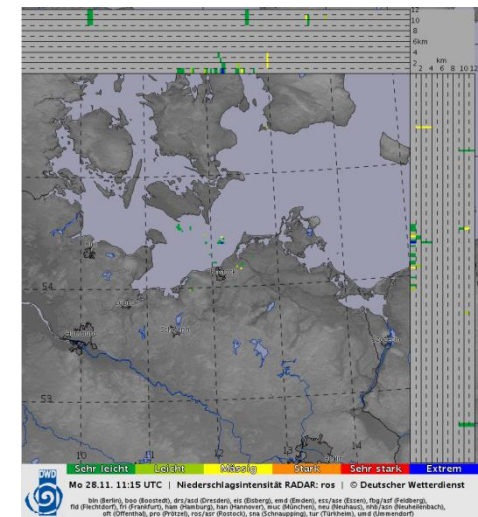 12
10
8
6km
4
2
km
2 4 6 8 10 12
Rostock
54
Hamburg
Schwerin
53
10 11 12 13 14
Sehr leicht Leicht Mässig Stark Sehr stark Extrem
DWD
Mo 28.11. 11:15 UTC | Niederschlagsintensität RADAR: ros | © Deutscher Wetterdienst
bln (Berlin), boo (Boostedt), drs/asd (Dresden), eis (Eisberg), emd (Emden), ess/ase (Essen), fbg/asf (Feldberg),
fld (Flechtdorf), fri (Frankfurt), ham (Hamburg), han (Hannover), muc (München), neu (Neuhaus), nhb/asn (Neuheilenbach),
oft (Offenthal), pro (Prötzel), ros/asr (Rostock), sna (Schnaupping), tur (Türkheim), umd (Ummendorf)